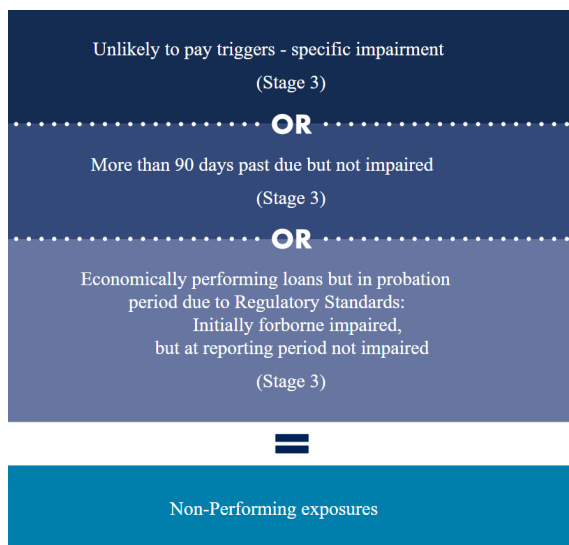 Unlikely to pay triggers - specific impairment
(Stage 3)
OR
More than 90 days past due but not impaired
(Stage 3)
OR
Economically performing loans but in probation
period due to Regulatory Standards:
Initially forborne impaired,
but at reporting period not impaired
(Stage 3)
=
Non-Performing exposures